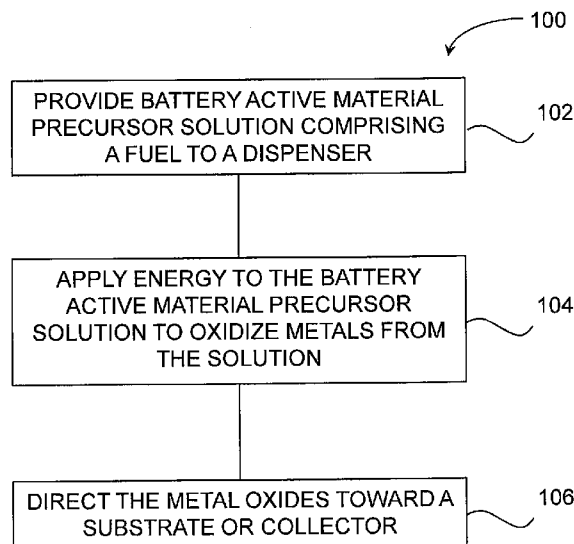 100
PROVIDE BATTERY ACTIVE MATERIAL
PRECURSOR SOLUTION COMPRISING
A FUEL TO A DISPENSER
102
APPLY ENERGY TO THE BATTERY
ACTIVE MATERIAL PRECURSOR
SOLUTION TO OXIDIZE METALS FROM
THE SOLUTION
104
DIRECT THE METAL OXIDES TOWARD A
SUBSTRATE OR COLLECTOR
106